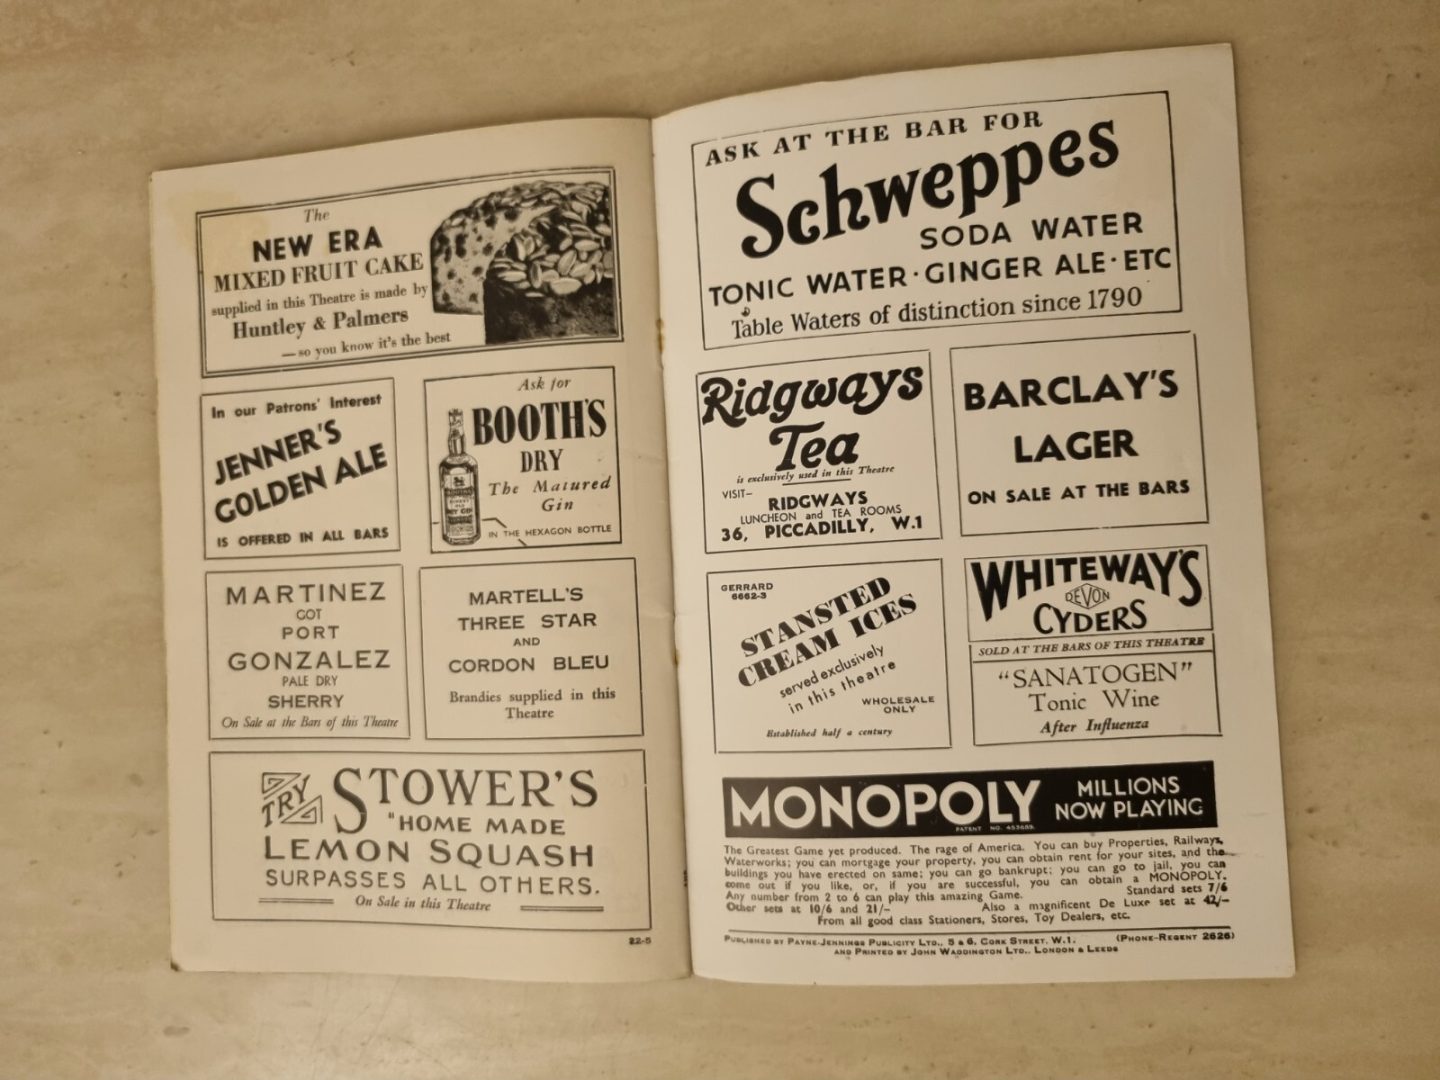 The
NEW ERA
MIXED FRUIT CAKE
supplied in this Theatre is made by
Huntley & Palmers
—so you know it's the best
In our Patrons' Interest
JENNER'S
GOLDEN ALE
IS OFFERED IN ALL BARS
Ask for
BOOTH'S
DRY
The Matured
Gin
IN THE HEXAGON BOTTLE
MARTINEZ
GOT
PORT
GONZALEZ
PALE DRY
SHERRY
On Sale at the Bars of this Theatre
MARTELL'S
THREE STAR
AND
CORDON BLEU
Brandies supplied in this
Theatre
TRY STOWER'S
"HOME MADE
LEMON SQUASH
SURPASSES ALL OTHERS.
On Sale in this Theatre
22-5
ASK AT THE BAR FOR
Schweppes
SODA WATER
TONIC WATER · GINGER ALE · ETC
Table Waters of distinction since 1790
Ridgways
Tea
is exclusively used in this Theatre
VISIT—
RIDGWAYS
LUNCHEON and TEA ROOMS
36, PICCADILLY, W.1
BARCLAY'S
LAGER
ON SALE AT THE BARS
GERRARD
6662-3
STANSTED
CREAM ICES
served exclusively
in this theatre
WHOLESALE
ONLY
Established half a century
WHITEWAY'S
DEVON
CYDERS
SOLD AT THE BARS OF THIS THEATRE
"SANATOGEN"
Tonic Wine
After Influenza
MONOPOLY MILLIONS
NOW PLAYING
PATENT NO. 453689.
The Greatest Game yet produced. The rage of America. You can buy Properties, Railways,
Waterworks; you can mortgage your property, you can obtain rent for your sites, and the
buildings you have erected on same; you can go bankrupt; you can go to jail, you can
come out if you like, or, if you are successful, you can obtain a MONOPOLY.
Any number from 2 to 6 can play this amazing Game. Standard sets 7/6
Other sets at 10/6 and 21/- Also a magnificent De Luxe set at 42/-
From all good class Stationers, Stores, Toy Dealers, etc.
PUBLISHED BY PAYNE-JENNINGS PUBLICITY LTD., 5 & 6, CORK STREET, W.1. (PHONE-REGENT 2626)
AND PRINTED BY JOHN WADDINGTON LTD., LONDON & LEEDS